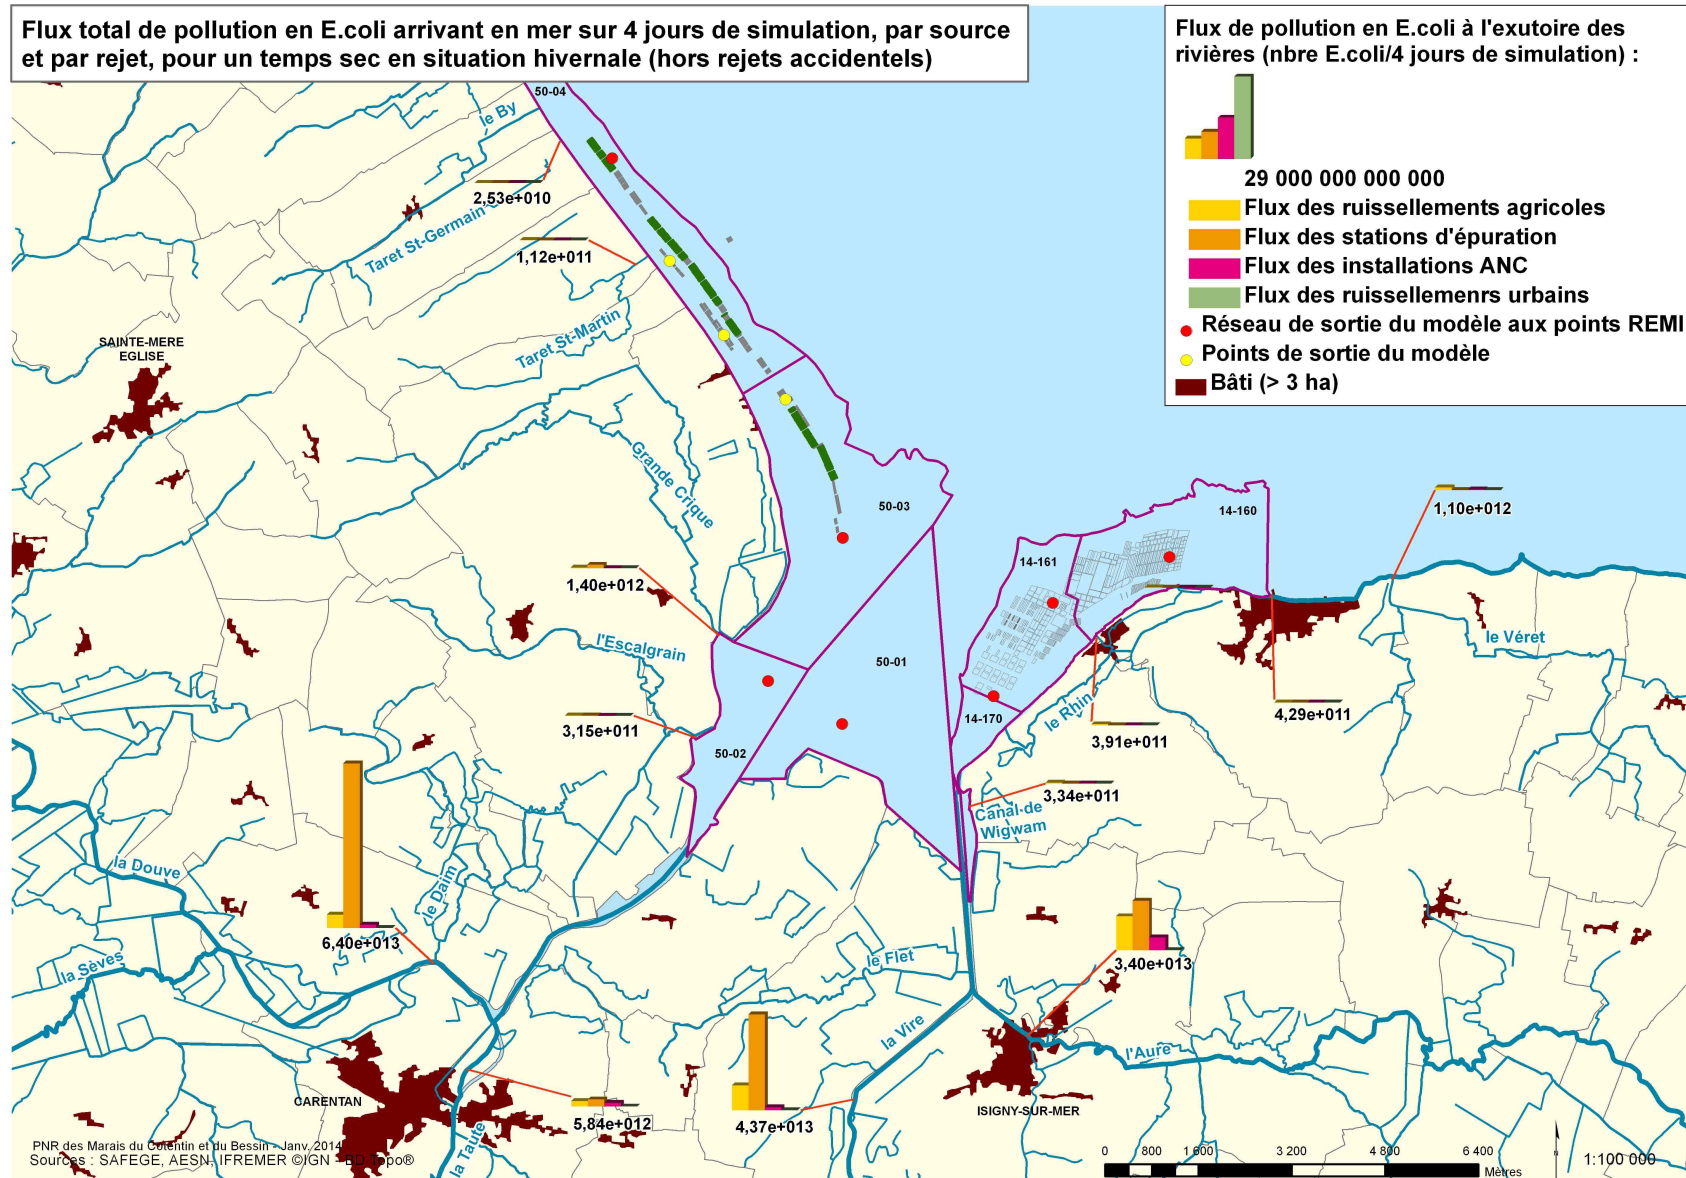 Flux total de pollution en E.coli arrivant en mer sur 4 jours de simulation, par source
et par rejet, pour un temps sec en situation hivernale (hors rejets accidentels)
Flux de pollution en E.coli à l'exutoire des
rivières (nbre E.coli/4 jours de simulation) :
29 000 000 000 000
Flux des ruissellements agricoles
Flux des stations d'épuration
Flux des installations ANC
Flux des ruissellemenrs urbains
Réseau de sortie du modèle aux points REMI
Points de sortie du modèle
Bâti (> 3 ha)
50-04
le By
2,53e+010
Taret St-Germain
1,12e+011
Taret St-Martin
SAINTE-MERE
EGLISE
Grande Crique
50-03
14-160
1,10e+012
14-161
1,40e+012
l'Escalgrain
50-01
le Véret
14-170
le Rhin
4,29e+011
3,15e+011
3,91e+011
50-02
3,34e+011
Canal de
Wigwam
la Douve
le Daim
6,40e+013
la Sèves
le Flet
3,40e+013
la Vire
l'Aure
CARENTAN
5,84e+012
4,37e+013
ISIGNY-SUR-MER
la Taute
PNR des Marais du Cotentin et du Bessin - Janv. 2014
Sources : SAFEGE, AESN, IFREMER ©IGN - BD Topo®
0 800 1 600 3 200 4 800 6 400
Mètres
N
1:100 000